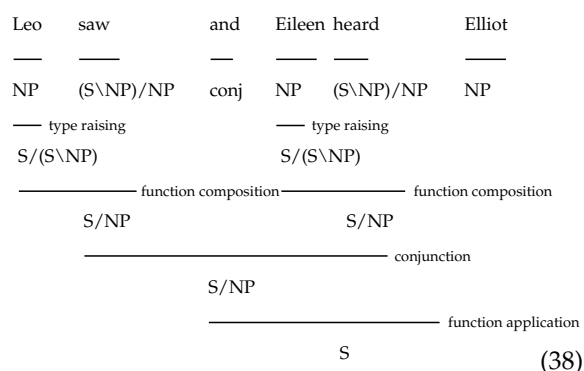 Leo saw and Eileen heard Elliot
NP (S\NP)/NP conj NP (S\NP)/NP NP
type raising type raising
S/(S\NP) S/(S\NP)
function composition function composition
S/NP S/NP
conjunction
S/NP
function application
S
(38)